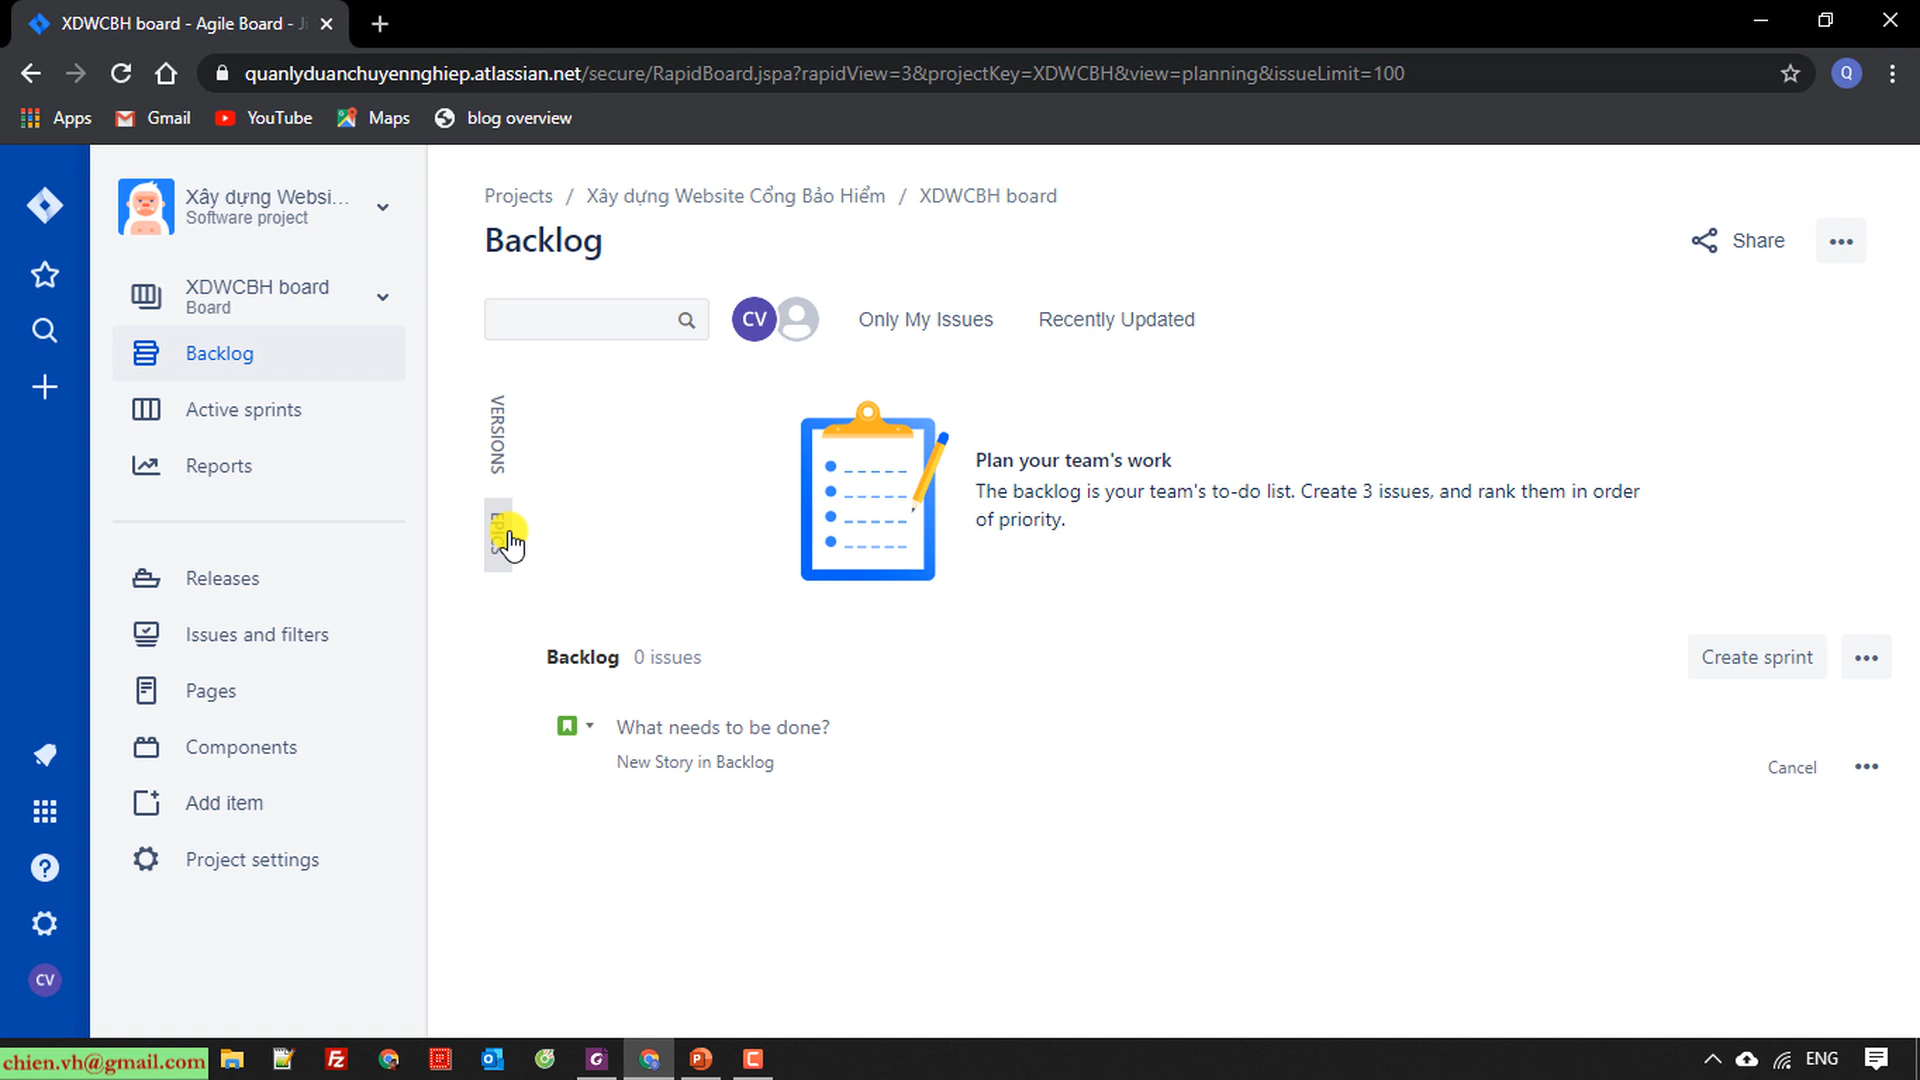 XDWCBH board - Agile Board - Ji
quanlyduanchuyennghiep.atlassian.net/secure/RapidBoard.jspa?rapidView=3&projectKey=XDWCBH&view=planning&issueLimit=100
Q
Apps
Gmail
YouTube
Maps
blog overview
Xây dựng Websi...
Software project
XDWCBH board
Board
Backlog
Active sprints
Reports
Releases
Issues and filters
Pages
Components
Add item
Project settings
CV
Projects / Xây dựng Website Cổng Bảo Hiểm / XDWCBH board
Backlog
Share
CV
Only My Issues
Recently Updated
VERSIONS
EPICS
Plan your team's work
The backlog is your team's to-do list. Create 3 issues, and rank them in order
of priority.
Backlog 0 issues
Create sprint
What needs to be done?
New Story in Backlog
Cancel
chien.vh@gmail.com
ENG